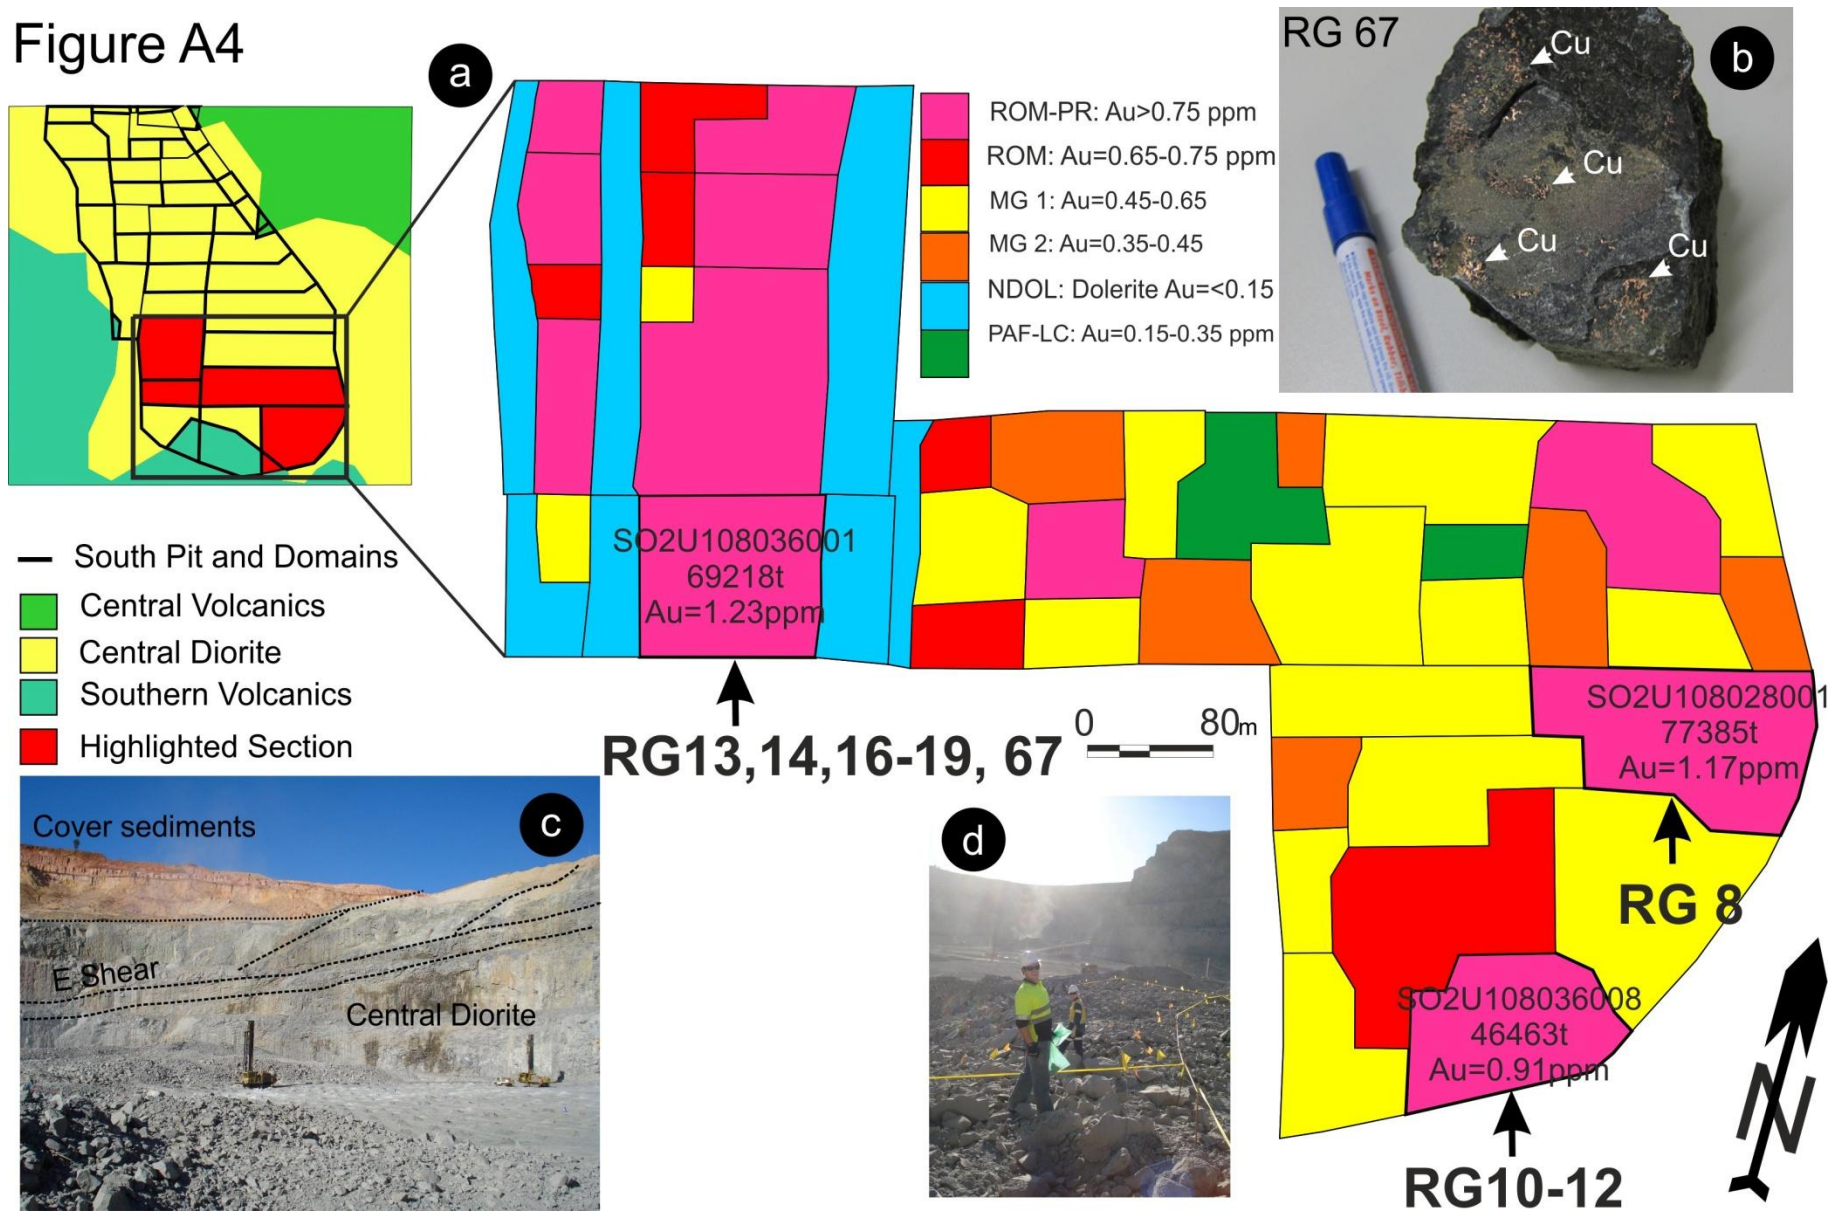 Figure A4
a
ROM-PR: Au>0.75 ppm
ROM: Au=0.65-0.75 ppm
MG 1: Au=0.45-0.65
MG 2: Au=0.35-0.45
NDOL: Dolerite Au=<0.15
PAF-LC: Au=0.15-0.35 ppm
RG 67
b
Cu
Cu
Cu
Cu
South Pit and Domains
Central Volcanics
Central Diorite
Southern Volcanics
Highlighted Section
SO2U108036001
69218t
Au=1.23ppm
RG13,14,16-19, 67
0 80m
SO2U108028001
77385t
Au=1.17ppm
RG 8
SO2U108036008
46463t
Au=0.91ppm
RG10-12
N
c
Cover sediments
E Shear
Central Diorite
d